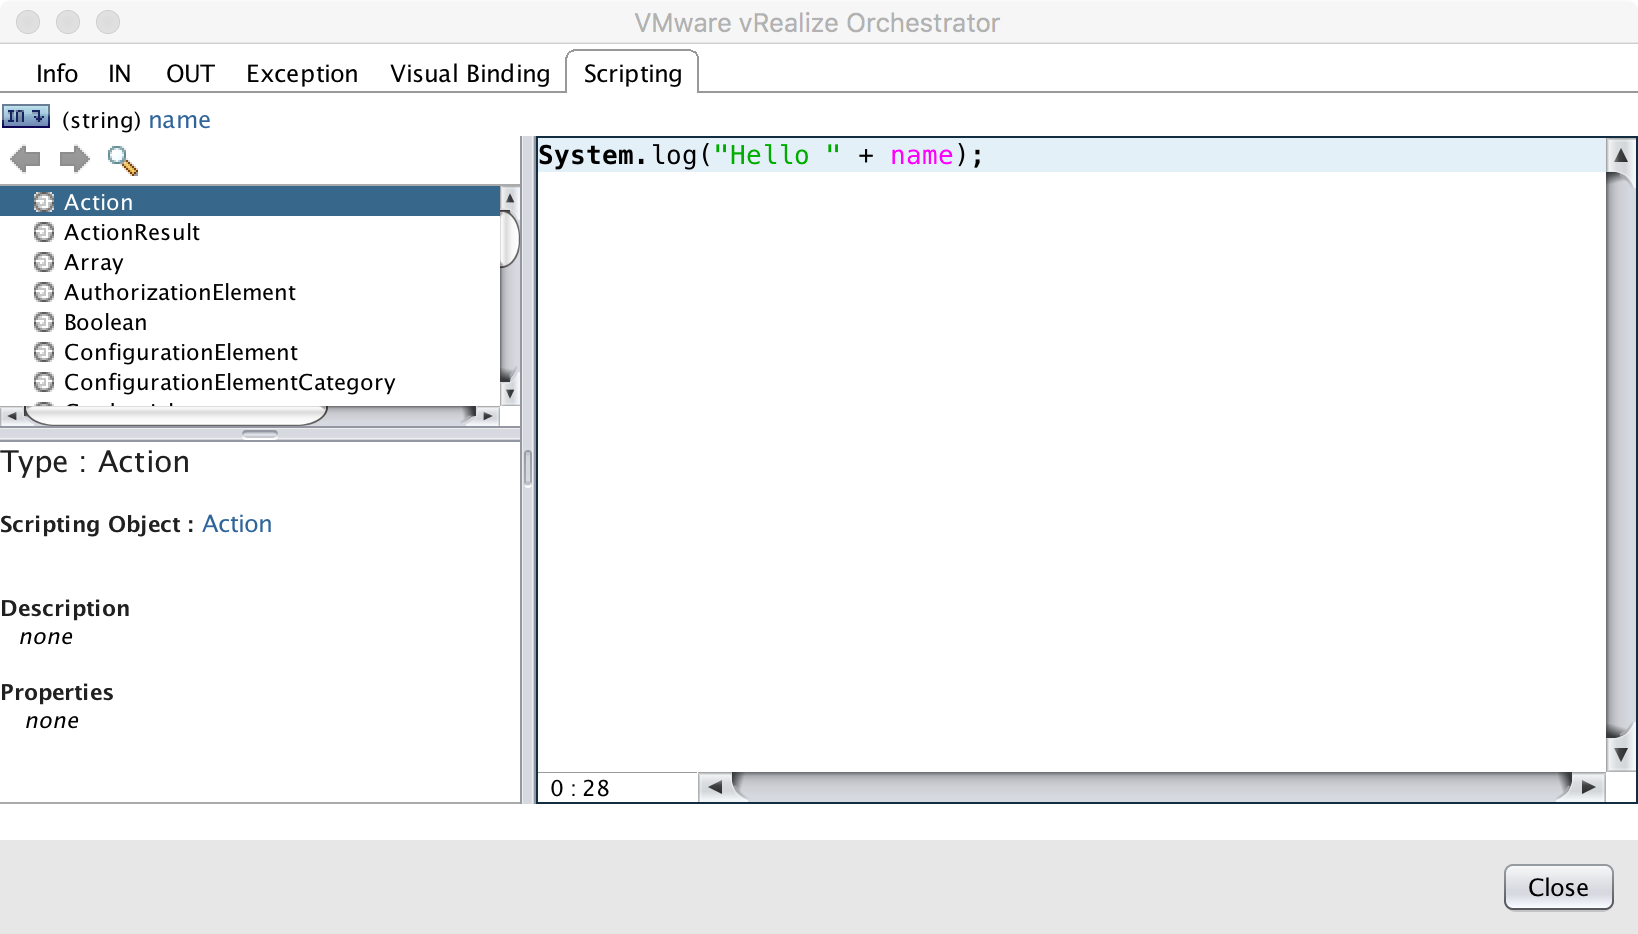 VMware vRealize Orchestrator
Info IN OUT Exception Visual Binding Scripting
IN (string) name
System.log("Hello " + name);
Action
ActionResult
Array
AuthorizationElement
Boolean
ConfigurationElement
ConfigurationElementCategory
Type : Action
Scripting Object : Action
Description
none
Properties
none
0 : 28
Close